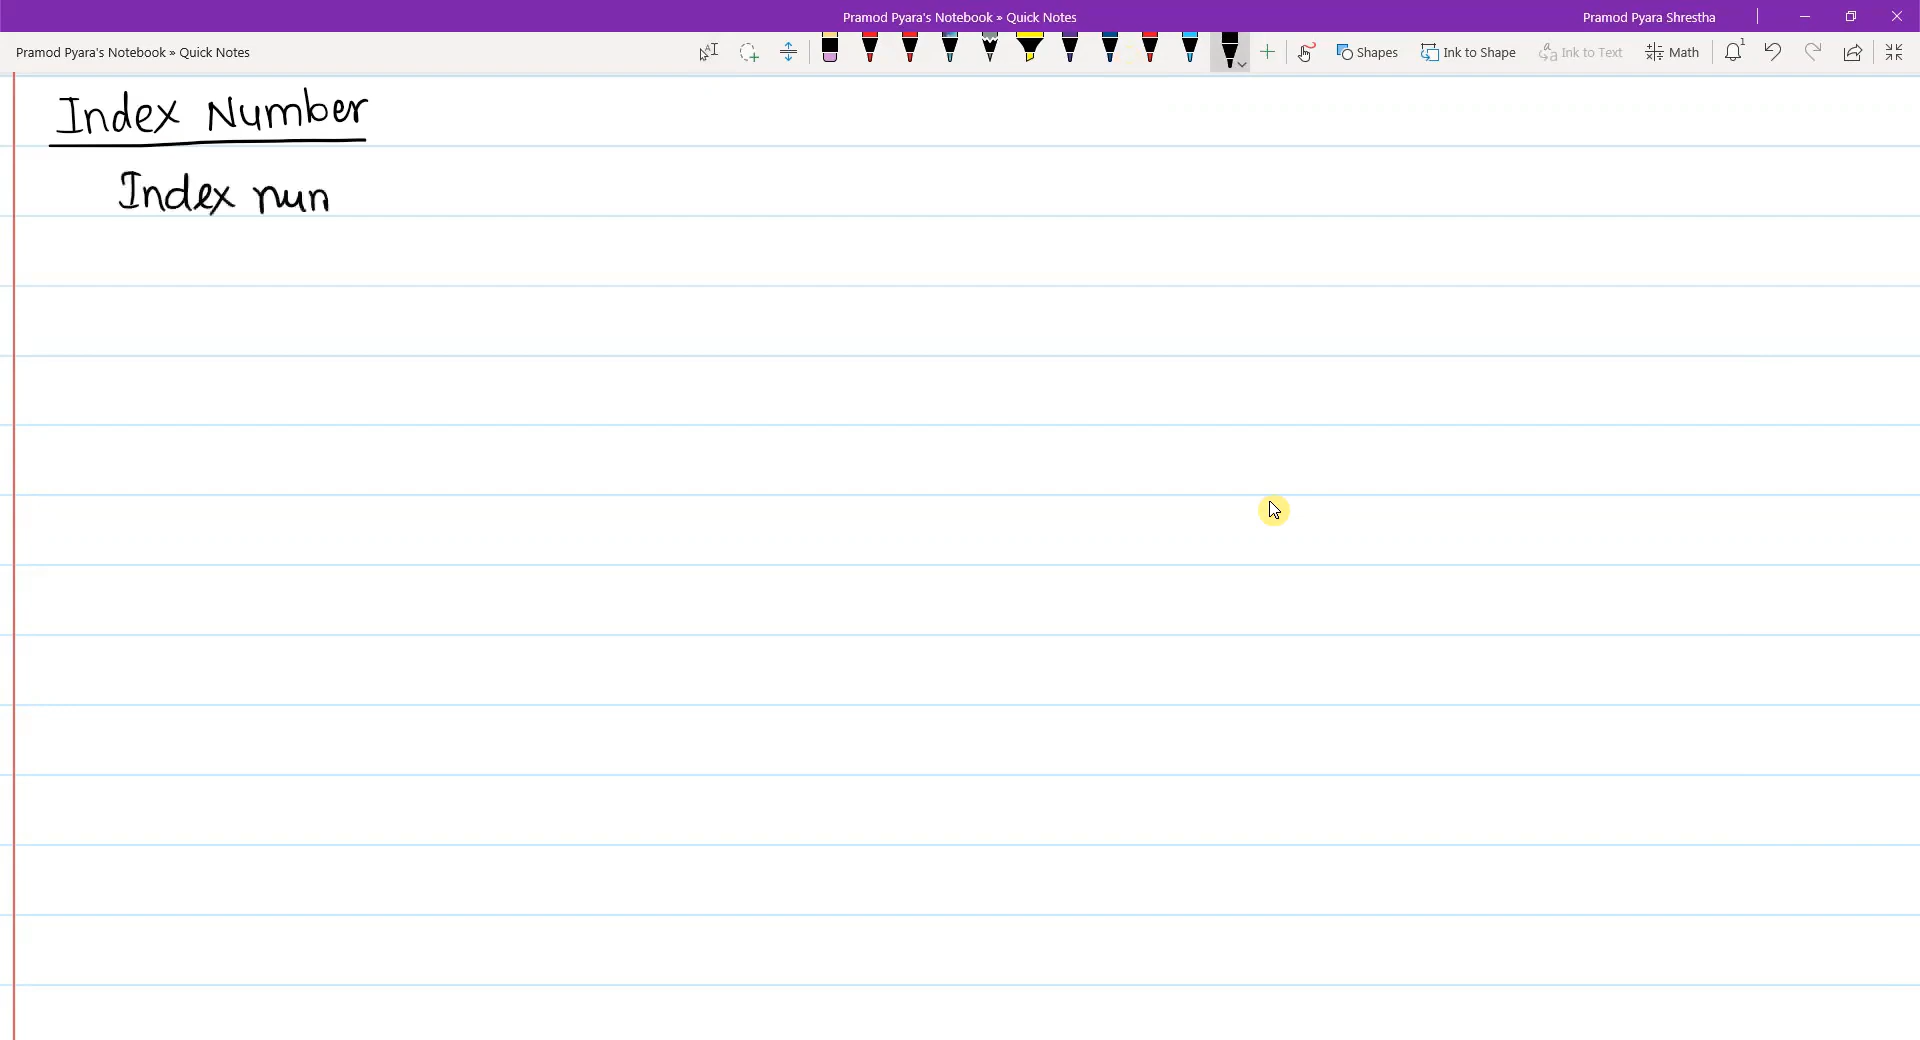 Pramod Pyara's Notebook » Quick Notes
Pramod Pyara Shrestha
Pramod Pyara's Notebook » Quick Notes
Shapes
Ink to Shape
Ink to Text
Math
1
Index Number
Index nun